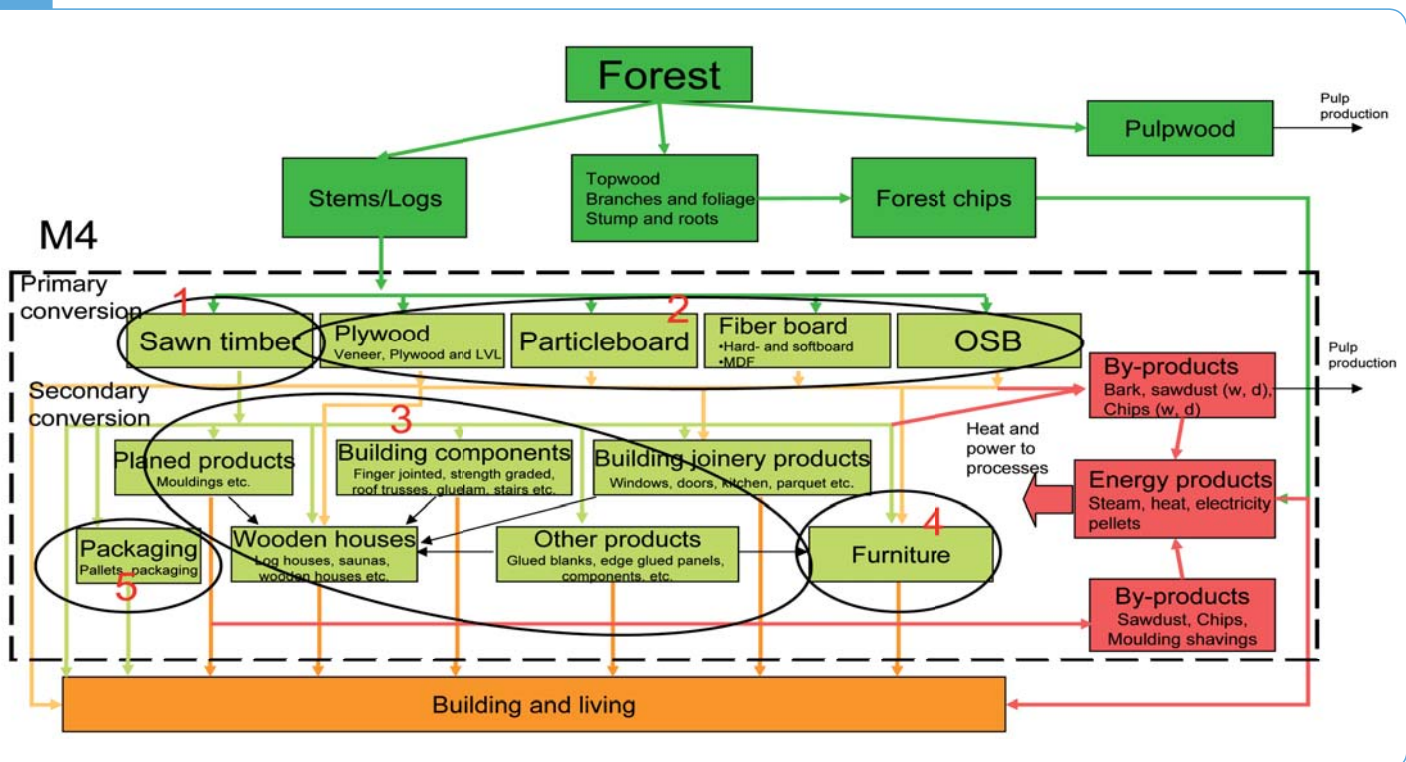 Forest
Pulpwood
Pulp
production
Stems/Logs
Topwood
Branches and foliage
Stump and roots
Forest chips
M4
Primary
conversion
1
2
Sawn timber
Plywood
Veneer, Plywood and LVL
Particleboard
Fiber board
•Hard- and softboard
•MDF
OSB
By-products
Bark, sawdust (w, d),
Chips (w, d)
Pulp
production
Secondary
conversion
3
Planed products
Mouldings etc.
Building components
Finger jointed, strength graded,
roof trusses, gludam, stairs etc.
Building joinery products
Windows, doors, kitchen, parquet etc.
Heat and
power to
processes
Energy products
Steam, heat, electricity
pellets
Packaging
Pallets, packaging
5
Wooden houses
Log houses, saunas,
wooden houses etc.
Other products
Glued blanks, edge glued panels,
components, etc.
4
Furniture
By-products
Sawdust, Chips,
Moulding shavings
Building and living